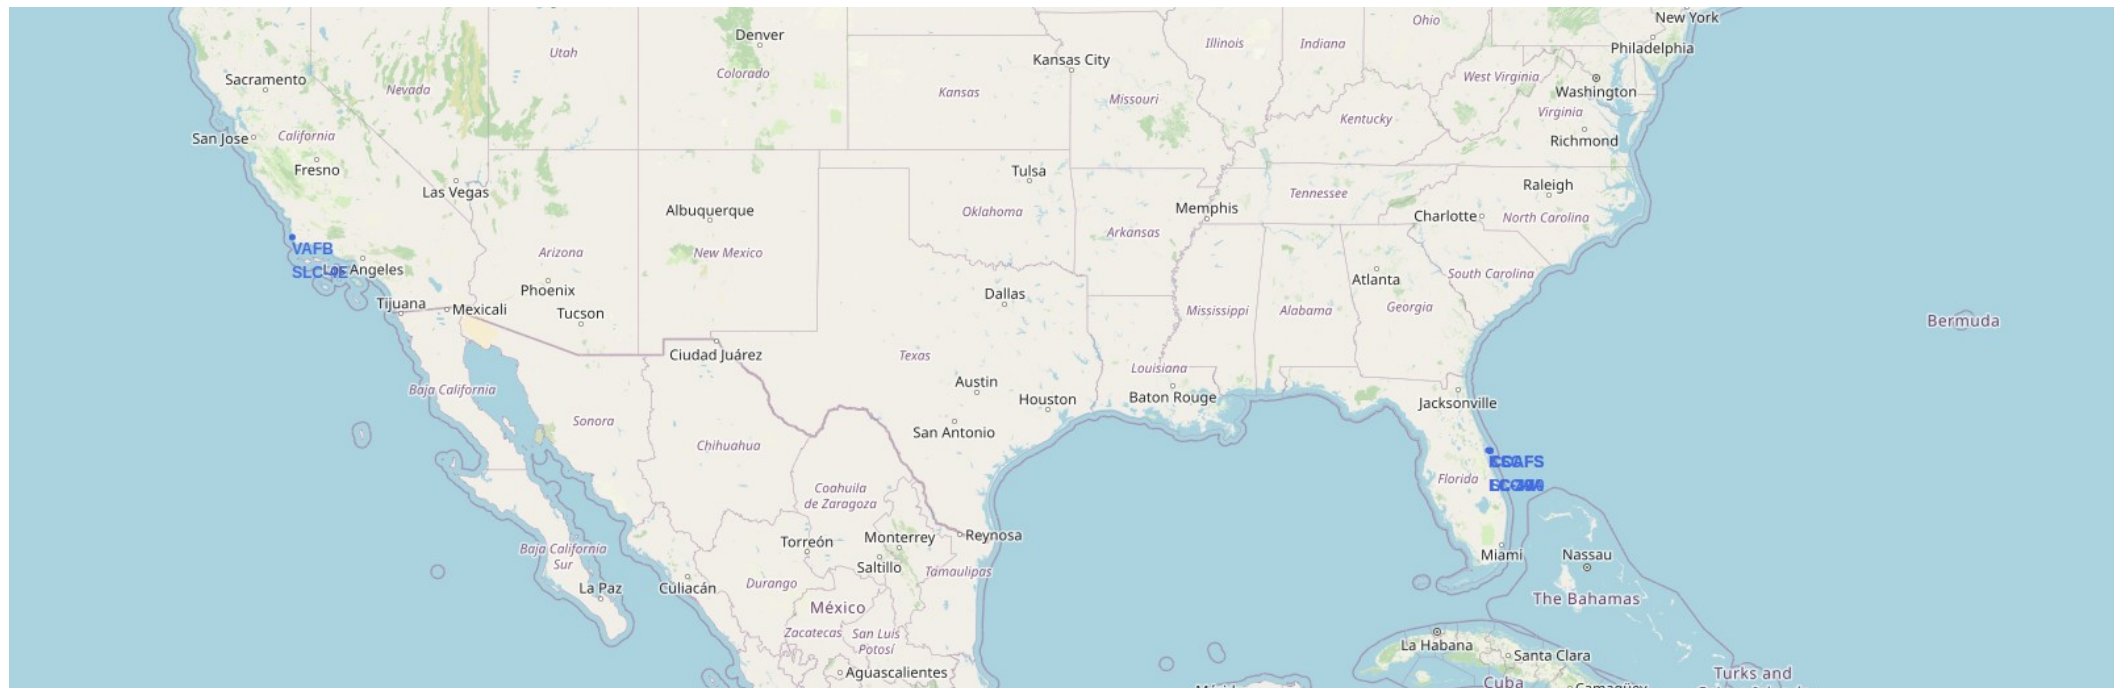 New York
Ohio
Denver
Illinois
Indiana
Philadelphia
Utah
Kansas City
Colorado
Sacramento
West Virginia
Nevada
Kansas
Missouri
Washington
Virginia
Kentucky
San Jose
California
Richmond
Fresno
Tulsa
Las Vegas
Raleigh
Tennessee
Albuquerque
Oklahoma
Memphis
Charlotte
North Carolina
Arkansas
VAFB
SLC-4E
Arizona
New Mexico
Angeles
South Carolina
Atlanta
Phoenix
Dallas
Tijuana
Mexicali
Tucson
Mississippi
Alabama
Georgia
Bermuda
Ciudad Juárez
Texas
Louisiana
Austin
Baja California
Houston
Baton Rouge
Jacksonville
Sonora
San Antonio
Chihuahua
Florida
Coahuila
de Zaragoza
Torreón
Monterrey
Reynosa
Baja California
Sur
Miami
Nassau
Saltillo
Tamaulipas
Durango
La Paz
Culiacán
The Bahamas
México
Zacatecas
San Luis
Potosí
La Habana
Santa Clara
Aguascalientes
Turks and
Cuba